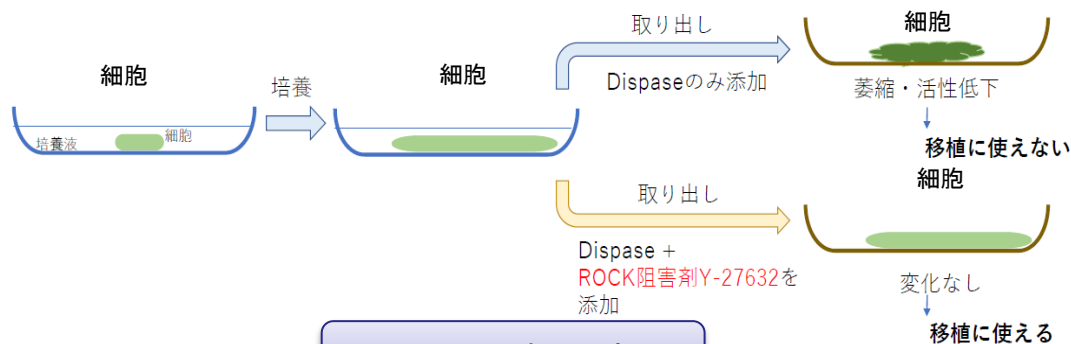 細胞
培養液
細胞
培養
細胞
取り出し
Dispaseのみ添加
細胞
萎縮・活性低下
移植に使えない
取り出し
Dispase +
ROCK阻害剤Y-27632を
添加
細胞
変化なし
移植に使える